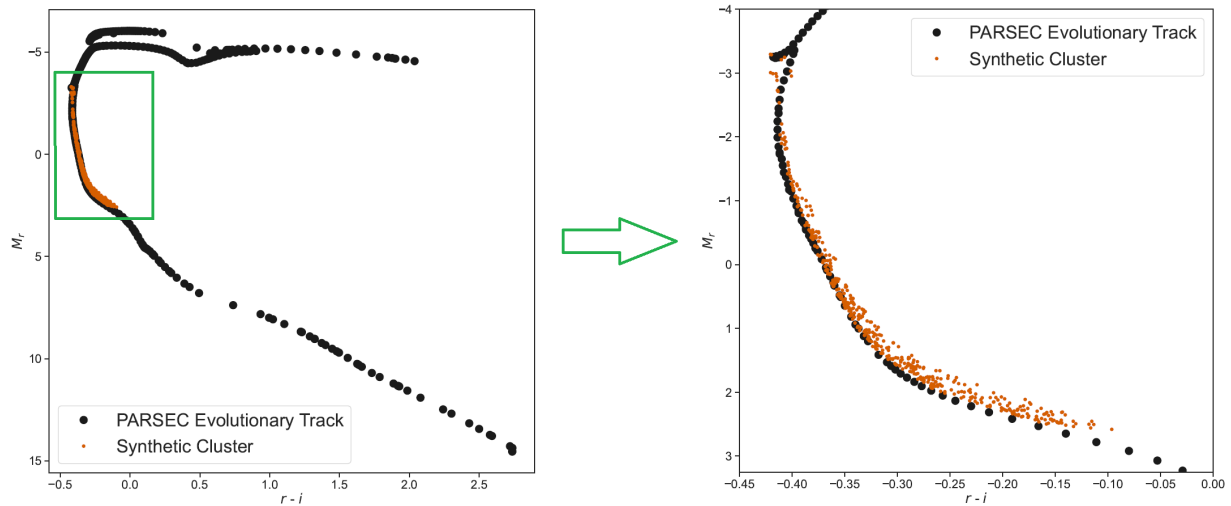 −5
0
5
10
15
M_r
−0.5 0.0 0.5 1.0 1.5 2.0 2.5
r - i
PARSEC Evolutionary Track
Synthetic Cluster
−4
−3
−2
−1
0
1
2
3
M_r
−0.45 −0.40 −0.35 −0.30 −0.25 −0.20 −0.15 −0.10 −0.05 0.00
r - i
PARSEC Evolutionary Track
Synthetic Cluster